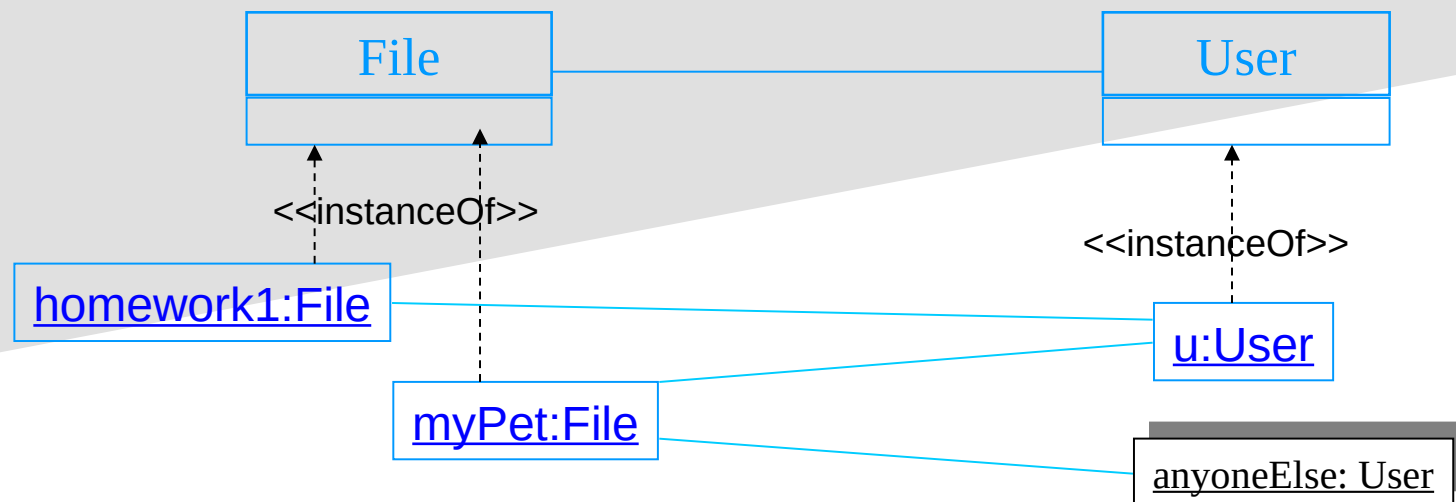 File
User
<<instanceOf>>
<<instanceOf>>
homework1:File
u:User
myPet:File
anyoneElse: User